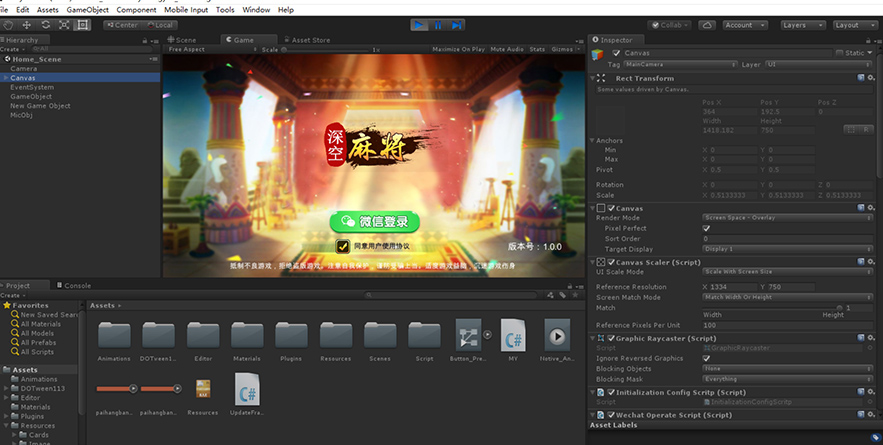 File Edit Assets GameObject Component Mobile Input Tools Window Help
Center Local Collab Account Layers Layout
Hierarchy
Create All
Home_Scene
Camera
Canvas
EventSystem
GameObject
New Game Object
MicObj
Scene Game Asset Store
Free Aspect Scale 1x Maximize On Play Mute Audio Stats Gizmos
深空
麻将
微信登录
同意用户使用协议
版本号：1.0.0
抵制不良游戏，拒绝盗版游戏，注意自我保护，谨防受骗上当，适度游戏益脑，沉迷游戏伤身
Project Console
Create
Favorites
New Saved Sear
All Materials
All Models
All Prefabs
All Scripts
Assets
Animations
DOTween113
Editor
Materials
Plugins
Resources
Cards
Image
Assets
Animations DOTween1... Editor Materials Plugins Resources Scenes Script Button_Pre... MY Notive_An...
paihangban... paihangban... Resources UpdateFra...
Inspector
Canvas Static
Tag MainCamera Layer UI
Rect Transform
Some values driven by Canvas.
Pos X Pos Y Pos Z
364 192.5 0
Width Height
1418.182 750
R
Anchors
Min X 0 Y 0
Max X 0 Y 0
Pivot X 0.5 Y 0.5
Rotation X 0 Y 0 Z 0
Scale X 0.5133333 Y 0.5133333 Z 0.5133333
Canvas
Render Mode Screen Space - Overlay
Pixel Perfect
Sort Order 0
Target Display Display 1
Canvas Scaler (Script)
UI Scale Mode Scale With Screen Size
Reference Resolution X 1334 Y 750
Screen Match Mode Match Width Or Height
Match 1
Width Height
Reference Pixels Per Unit 100
Graphic Raycaster (Script)
Script GraphicRaycaster
Ignore Reversed Graphics
Blocking Objects None
Blocking Mask Everything
Initialization Config Scritp (Script)
Script InitializationConfigScritp
Wechat Operate Script (Script)
Asset Labels